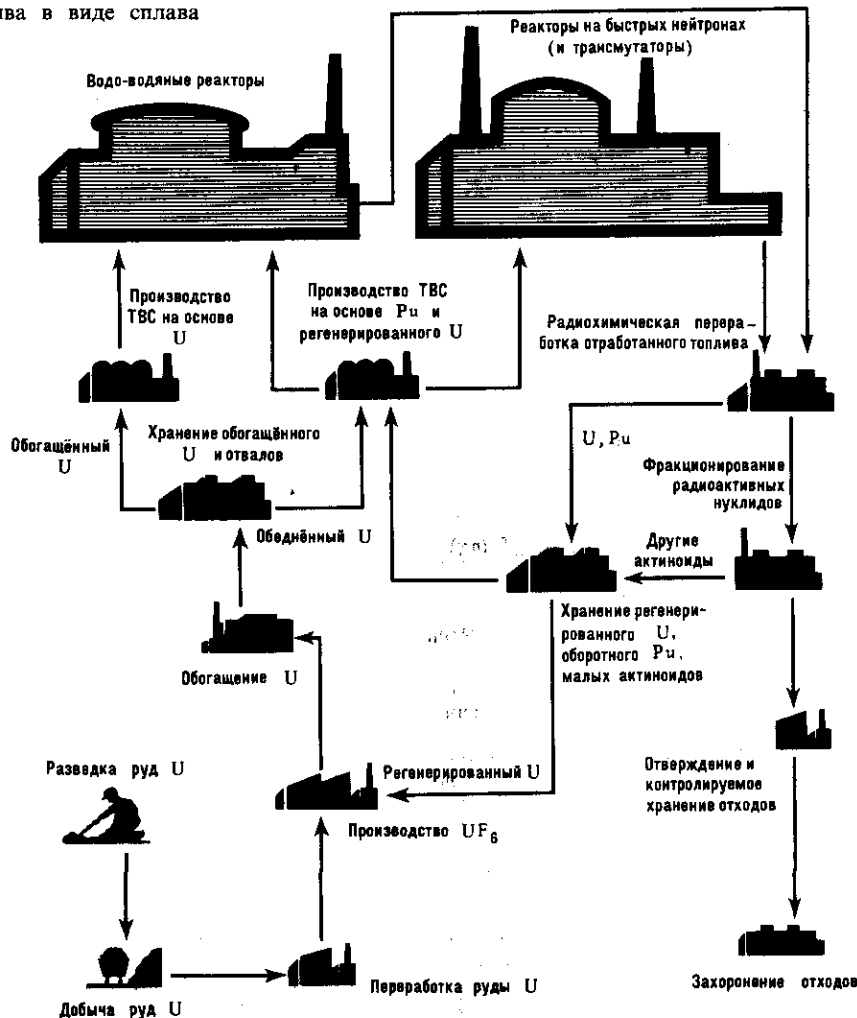 ива в виде сплава
Реакторы на быстрых нейтронах
(и трансмутаторы)
Водо-водяные реакторы
Производство
ТВС на основе
U
Производство ТВС
на основе Pu и
регенерированного U
Радиохимическая перера-
ботка отработанного топлива
Обогащённый
U
Хранение обогащённого
U и отвалов
U, Pu
Фракционирование
радиоактивных
нуклидов
Обеднённый U
Другие
актиноиды
Хранение регенери-
рованного U,
оборотного Pu,
малых актиноидов
Обогащение U
Разведка руд U
Регенерированный U
Отверждение и
контролируемое
хранение отходов
Производство UF₆
Добыча руд U
Переработка руды U
Захоронение отходов